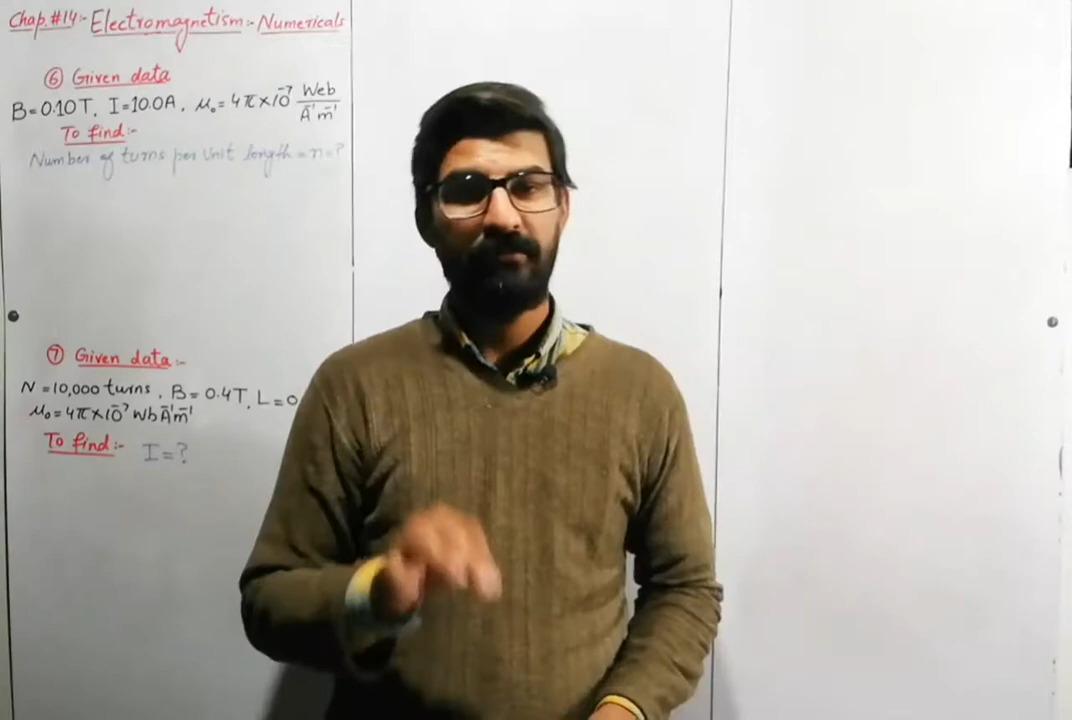 Chap.#14:- Electromagnetism:- Numericals
⑥ Given data
B=0.10T, I=10.0A, μ₀=4π×10⁻⁷ Web/A⁻¹m⁻¹
To find:-
Number of turns per Unit length=n=?
⑦ Given data:-
N=10,000 turns, B=0.4T, L=0
μ₀=4π×10⁻⁷ WbA⁻¹m⁻¹
To find:- I=?